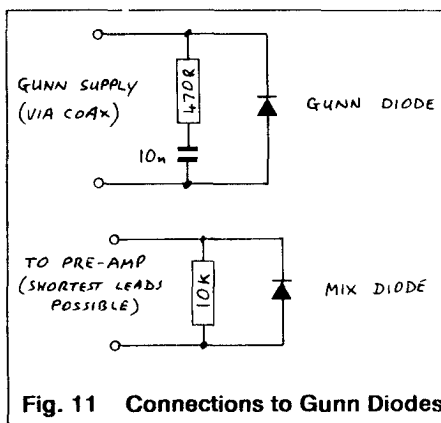 GUNN SUPPLY
(VIA COAX)
470R
10n
GUNN DIODE
TO PRE-AMP
(SHORTEST LEADS
POSSIBLE)
10K
MIX DIODE
Fig. 11 Connections to Gunn Diodes